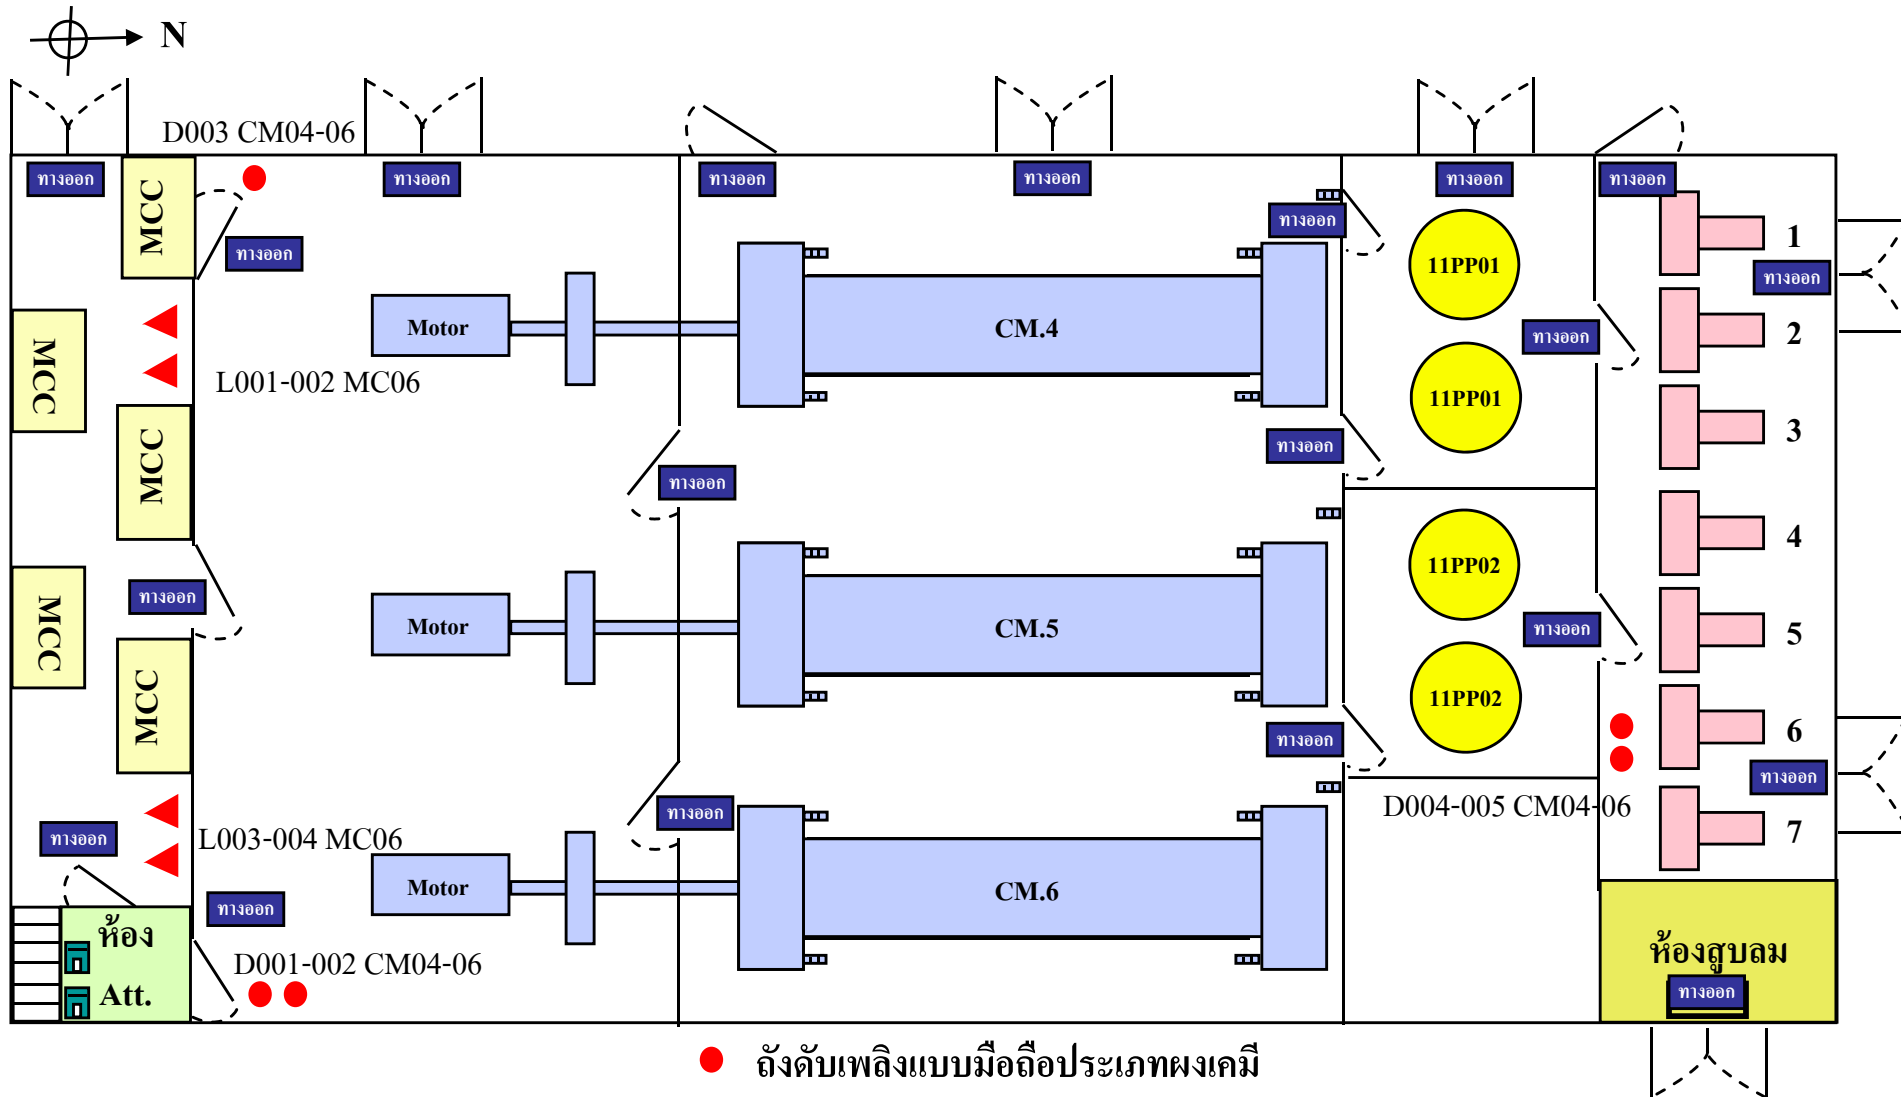 N
D003 CM04-06
ทางออก
ทางออก
ทางออก
ทางออก
ทางออก
ทางออก
MCC
ทางออก
ทางออก
11PP01
1
ทางออก
MCC
Motor
CM.4
ทางออก
2
L001-002 MC06
11PP01
3
MCC
ทางออก
ทางออก
MCC
ทางออก
11PP02
4
Motor
CM.5
ทางออก
5
MCC
11PP02
6
ทางออก
ทางออก
ทางออก
D004-005 CM04-06
ทางออก
L003-004 MC06
7
Motor
CM.6
ทางออก
ห้อง
Att.
D001-002 CM04-06
ห้องสูบลม
ทางออก
ถังดับเพลิงแบบมือถือประเภทผงเคมี